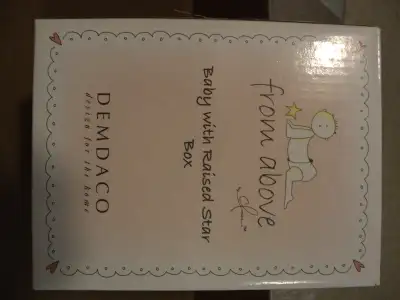 from above
Baby with Raised Star
Box
DEMDACO
design for the home